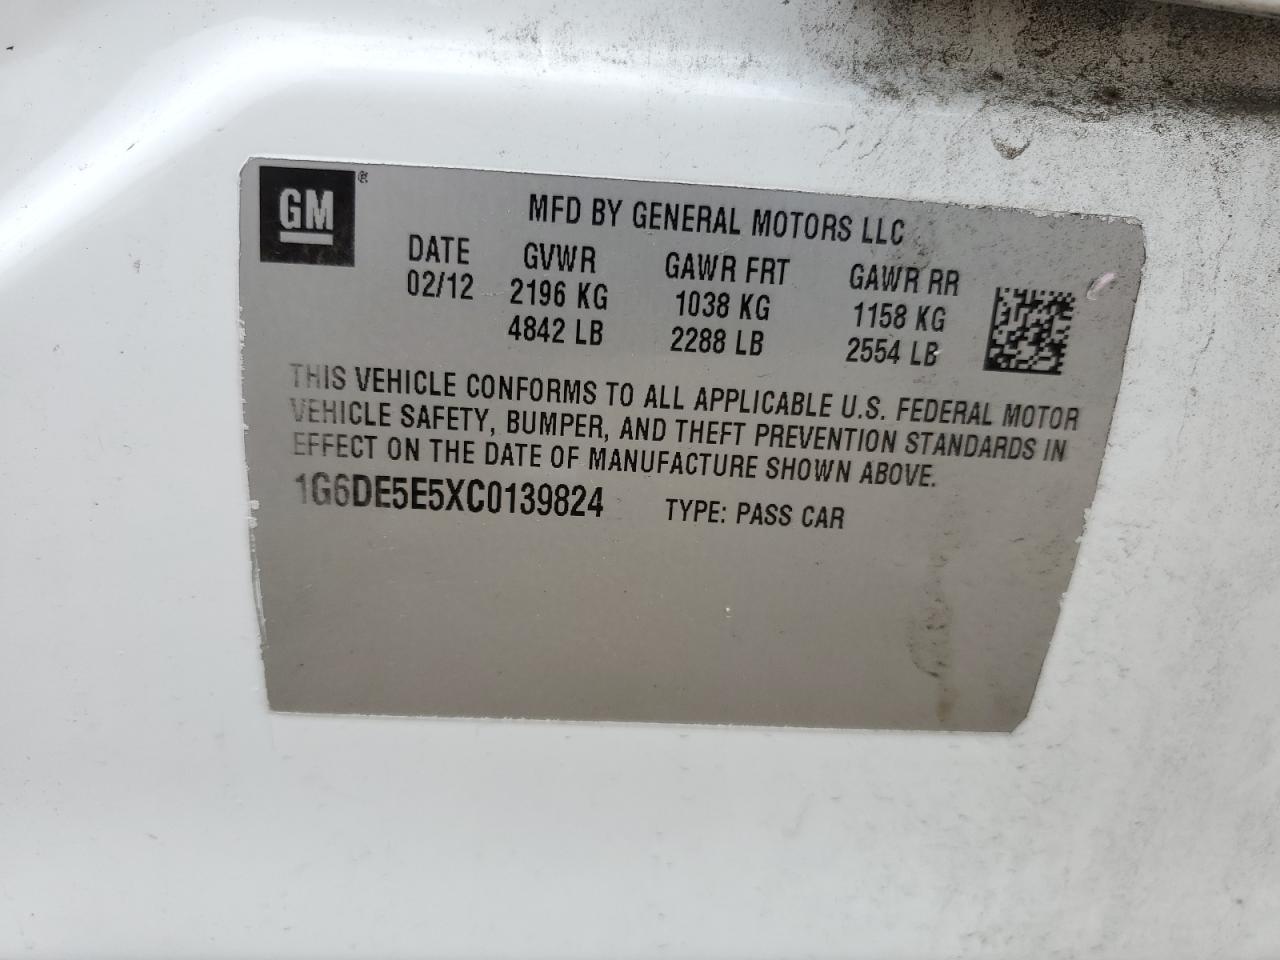 GM ®
MFD BY GENERAL MOTORS LLC
DATE GVWR GAWR FRT GAWR RR
02/12 2196 KG 1038 KG 1158 KG
4842 LB 2288 LB 2554 LB
THIS VEHICLE CONFORMS TO ALL APPLICABLE U.S. FEDERAL MOTOR
VEHICLE SAFETY, BUMPER, AND THEFT PREVENTION STANDARDS IN
EFFECT ON THE DATE OF MANUFACTURE SHOWN ABOVE.
1G6DE5E5XC0139824 TYPE: PASS CAR